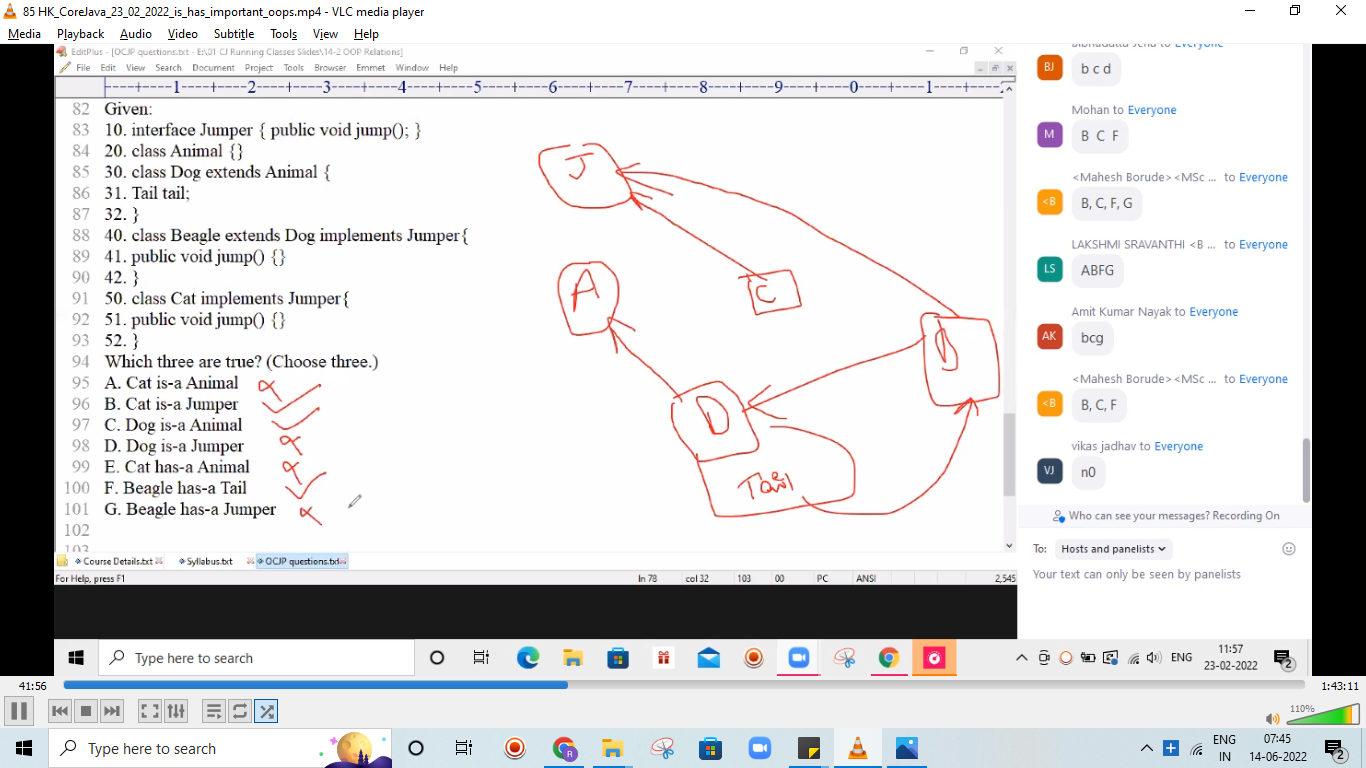 85 HK_CoreJava_23_02_2022_is_has_important_oops.mp4 - VLC media player
Media Playback Audio Video Subtitle Tools View Help
EditPlus - [OCJP questions.txt - E:\01 CJ Running Classes Slides\14-2 OOP Relations]
File Edit View Search Document Project Tools Browser Emmet Window Help
----+----1----+----2----+----3----+----4----+----5----+----6----+----7----+----8----+----9----+----0----+----1----+----2
82 Given:
83 10. interface Jumper { public void jump(); }
84 20. class Animal {}
85 30. class Dog extends Animal {
86 31. Tail tail;
87 32. }
88 40. class Beagle extends Dog implements Jumper{
89 41. public void jump() {}
90 42. }
91 50. class Cat implements Jumper{
92 51. public void jump() {}
93 52. }
94 Which three are true? (Choose three.)
95 A. Cat is-a Animal
96 B. Cat is-a Jumper
97 C. Dog is-a Animal
98 D. Dog is-a Jumper
99 E. Cat has-a Animal
100 F. Beagle has-a Tail
101 G. Beagle has-a Jumper
102
103
J
A
C
D
D
Tail
Course Details.txt Syllabus.txt OCJP questions.txt
For Help, press F1 ln 78 col 32 103 00 PC ANSI 2,545
Bibhudatta Jena to Everyone
BJ b c d
Mohan to Everyone
M B C F
<Mahesh Borude> <MSc ... to Everyone
<B B, C, F, G
LAKSHMI SRAVANTHI <B ... to Everyone
LS ABFG
Amit Kumar Nayak to Everyone
AK bcg
<Mahesh Borude> <MSc ... to Everyone
<B B, C, F
vikas jadhav to Everyone
VJ n0
Who can see your messages? Recording On
To: Hosts and panelists
Your text can only be seen by panelists
Type here to search
ENG 11:57
23-02-2022
2
41:56 1:43:11
110%
Type here to search
R
ENG 07:45
IN 14-06-2022
2